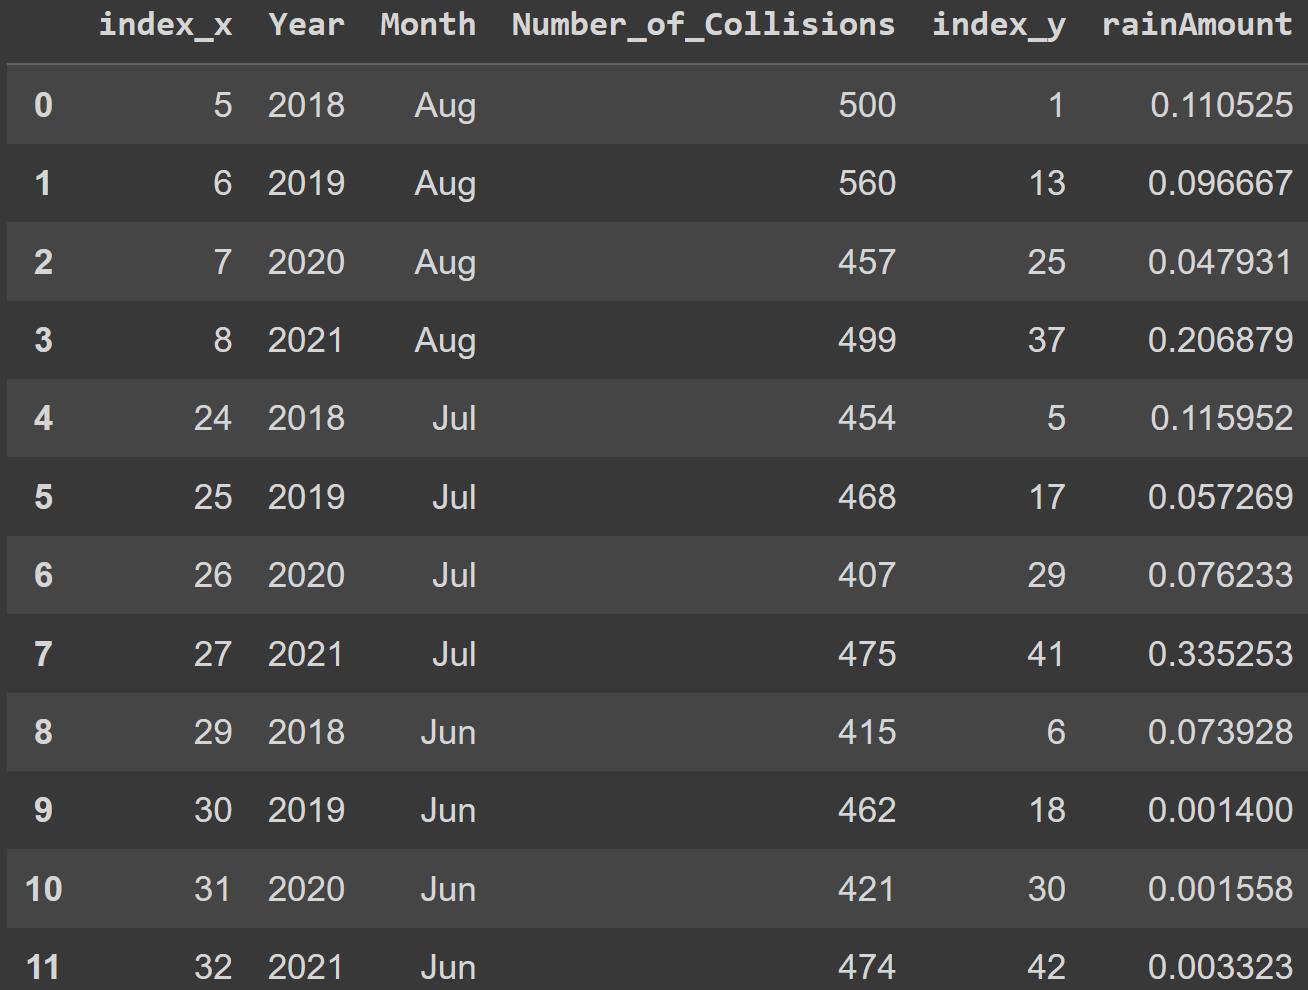 index_x Year Month Number_of_Collisions index_y rainAmount
0 5 2018 Aug 500 1 0.110525
1 6 2019 Aug 560 13 0.096667
2 7 2020 Aug 457 25 0.047931
3 8 2021 Aug 499 37 0.206879
4 24 2018 Jul 454 5 0.115952
5 25 2019 Jul 468 17 0.057269
6 26 2020 Jul 407 29 0.076233
7 27 2021 Jul 475 41 0.335253
8 29 2018 Jun 415 6 0.073928
9 30 2019 Jun 462 18 0.001400
10 31 2020 Jun 421 30 0.001558
11 32 2021 Jun 474 42 0.003323